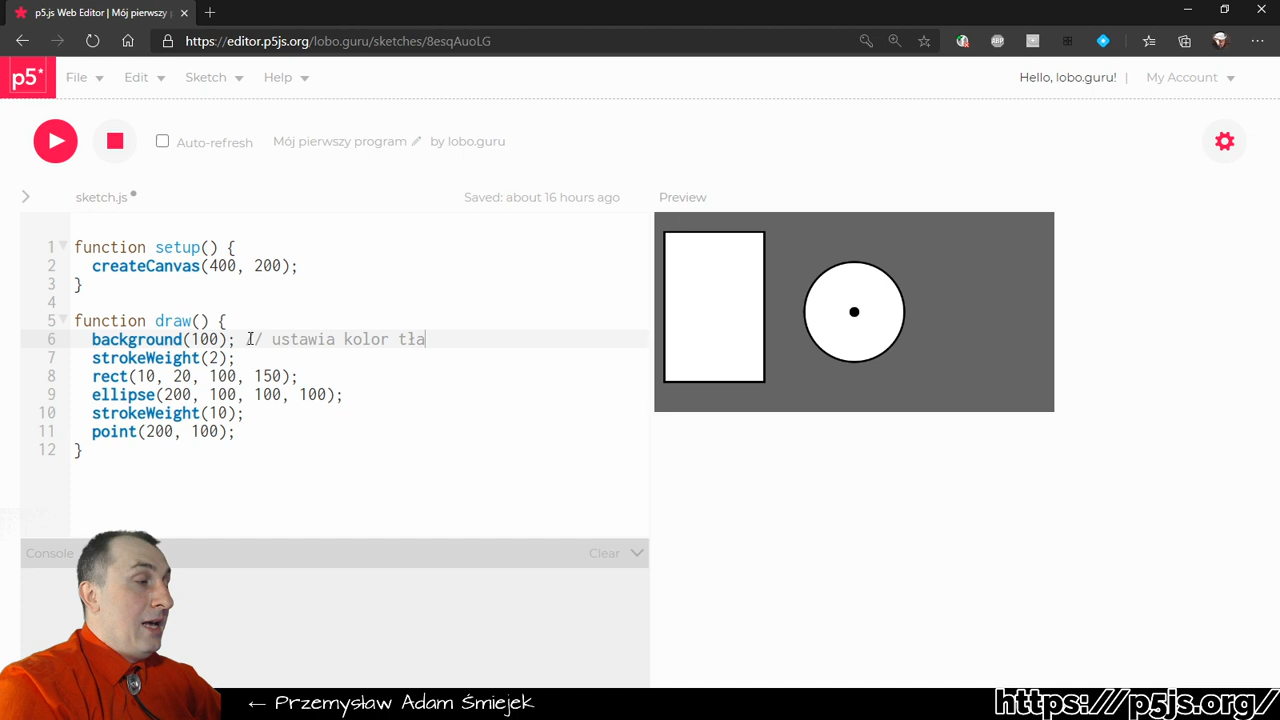 p5.js Web Editor | Mój pierwszy p
https://editor.p5js.org/lobo.guru/sketches/8esqAuoLG
ABP
p5* File Edit Sketch Help Hello, lobo.guru! | My Account
Auto-refresh Mój pierwszy program by lobo.guru
sketch.js Saved: about 16 hours ago Preview
1 function setup() {
2 createCanvas(400, 200);
3 }
4
5 function draw() {
6 background(100); // ustawia kolor tła
7 strokeWeight(2);
8 rect(10, 20, 100, 150);
9 ellipse(200, 100, 100, 100);
10 strokeWeight(10);
11 point(200, 100);
12 }
Console Clear
← Przemysław Adam Śmiejek
https://p5js.org/